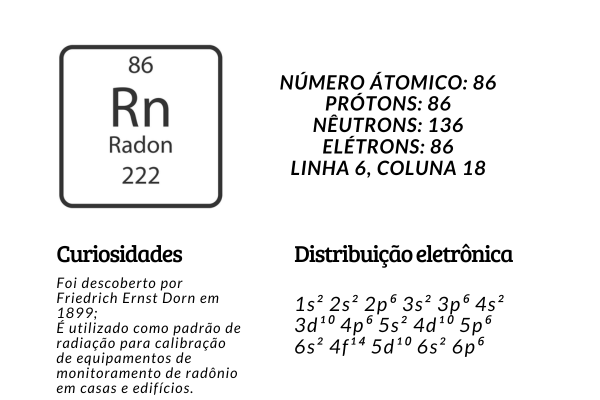 86
Rn
Radon
222
NÚMERO ÁTOMICO: 86
PRÓTONS: 86
NÊUTRONS: 136
ELÉTRONS: 86
LINHA 6, COLUNA 18
Curiosidades
Foi descoberto por
Friedrich Ernst Dorn em
1899;
É utilizado como padrão de
radiação para calibração
de equipamentos de
monitoramento de radônio
em casas e edifícios.
Distribuição eletrônica
1s² 2s² 2p⁶ 3s² 3p⁶ 4s²
3d¹⁰ 4p⁶ 5s² 4d¹⁰ 5p⁶
6s² 4f¹⁴ 5d¹⁰ 6s² 6p⁶